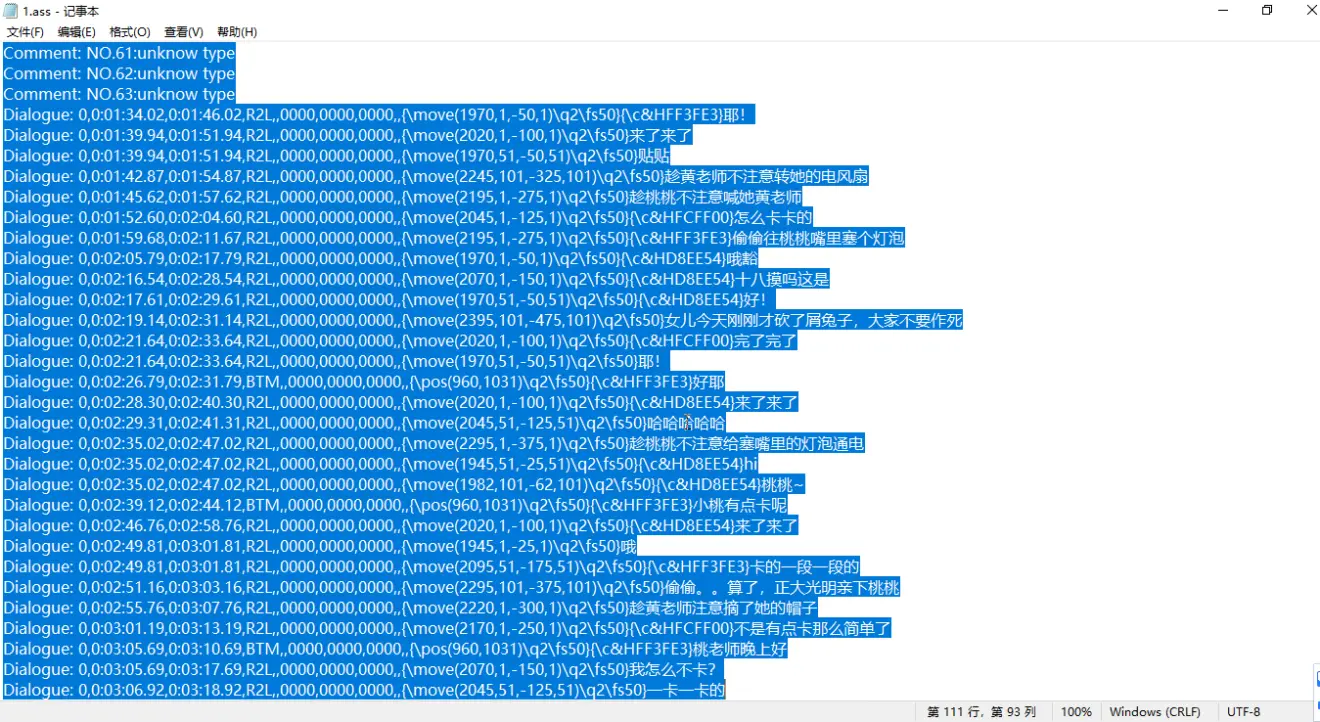 1.ass - 记事本
文件(F) 编辑(E) 格式(O) 查看(V) 帮助(H)
Comment: NO.61:unknow type
Comment: NO.62:unknow type
Comment: NO.63:unknow type
Dialogue: 0,0:01:34.02,0:01:46.02,R2L,,0000,0000,0000,,{\move(1970,1,-50,1)\q2\fs50}{\c&HFF3FE3}耶！
Dialogue: 0,0:01:39.94,0:01:51.94,R2L,,0000,0000,0000,,{\move(2020,1,-100,1)\q2\fs50}来了来了
Dialogue: 0,0:01:39.94,0:01:51.94,R2L,,0000,0000,0000,,{\move(1970,51,-50,51)\q2\fs50}贴贴
Dialogue: 0,0:01:42.87,0:01:54.87,R2L,,0000,0000,0000,,{\move(2245,101,-325,101)\q2\fs50}趁黄老师不注意转她的电风扇
Dialogue: 0,0:01:45.62,0:01:57.62,R2L,,0000,0000,0000,,{\move(2195,1,-275,1)\q2\fs50}趁桃桃不注意喊她黄老师
Dialogue: 0,0:01:52.60,0:02:04.60,R2L,,0000,0000,0000,,{\move(2045,1,-125,1)\q2\fs50}{\c&HFCFF00}怎么卡卡的
Dialogue: 0,0:01:59.68,0:02:11.67,R2L,,0000,0000,0000,,{\move(2195,1,-275,1)\q2\fs50}{\c&HFF3FE3}偷偷往桃桃嘴里塞个灯泡
Dialogue: 0,0:02:05.79,0:02:17.79,R2L,,0000,0000,0000,,{\move(1970,1,-50,1)\q2\fs50}{\c&HD8EE54}哦豁
Dialogue: 0,0:02:16.54,0:02:28.54,R2L,,0000,0000,0000,,{\move(2070,1,-150,1)\q2\fs50}{\c&HD8EE54}十八摸吗这是
Dialogue: 0,0:02:17.61,0:02:29.61,R2L,,0000,0000,0000,,{\move(1970,51,-50,51)\q2\fs50}{\c&HD8EE54}好！
Dialogue: 0,0:02:19.14,0:02:31.14,R2L,,0000,0000,0000,,{\move(2395,101,-475,101)\q2\fs50}女儿今天刚刚才砍了屑兔子，大家不要作死
Dialogue: 0,0:02:21.64,0:02:33.64,R2L,,0000,0000,0000,,{\move(2020,1,-100,1)\q2\fs50}{\c&HFCFF00}完了完了
Dialogue: 0,0:02:21.64,0:02:33.64,R2L,,0000,0000,0000,,{\move(1970,51,-50,51)\q2\fs50}耶！
Dialogue: 0,0:02:26.79,0:02:31.79,BTM,,0000,0000,0000,,{\pos(960,1031)\q2\fs50}{\c&HFF3FE3}好耶
Dialogue: 0,0:02:28.30,0:02:40.30,R2L,,0000,0000,0000,,{\move(2020,1,-100,1)\q2\fs50}{\c&HD8EE54}来了来了
Dialogue: 0,0:02:29.31,0:02:41.31,R2L,,0000,0000,0000,,{\move(2045,51,-125,51)\q2\fs50}哈哈哈哈哈
Dialogue: 0,0:02:35.02,0:02:47.02,R2L,,0000,0000,0000,,{\move(2295,1,-375,1)\q2\fs50}趁桃桃不注意给塞嘴里的灯泡通电
Dialogue: 0,0:02:35.02,0:02:47.02,R2L,,0000,0000,0000,,{\move(1945,51,-25,51)\q2\fs50}{\c&HD8EE54}hi
Dialogue: 0,0:02:35.02,0:02:47.02,R2L,,0000,0000,0000,,{\move(1982,101,-62,101)\q2\fs50}{\c&HD8EE54}桃桃~
Dialogue: 0,0:02:39.12,0:02:44.12,BTM,,0000,0000,0000,,{\pos(960,1031)\q2\fs50}{\c&HFF3FE3}小桃有点卡呢
Dialogue: 0,0:02:46.76,0:02:58.76,R2L,,0000,0000,0000,,{\move(2020,1,-100,1)\q2\fs50}{\c&HD8EE54}来了来了
Dialogue: 0,0:02:49.81,0:03:01.81,R2L,,0000,0000,0000,,{\move(1945,1,-25,1)\q2\fs50}哦
Dialogue: 0,0:02:49.81,0:03:01.81,R2L,,0000,0000,0000,,{\move(2095,51,-175,51)\q2\fs50}{\c&HFF3FE3}卡的一段一段的
Dialogue: 0,0:02:51.16,0:03:03.16,R2L,,0000,0000,0000,,{\move(2295,101,-375,101)\q2\fs50}偷偷。。算了，正大光明亲下桃桃
Dialogue: 0,0:02:55.76,0:03:07.76,R2L,,0000,0000,0000,,{\move(2220,1,-300,1)\q2\fs50}趁黄老师注意摘了她的帽子
Dialogue: 0,0:03:01.19,0:03:13.19,R2L,,0000,0000,0000,,{\move(2170,1,-250,1)\q2\fs50}{\c&HFCFF00}不是有点卡那么简单了
Dialogue: 0,0:03:05.69,0:03:10.69,BTM,,0000,0000,0000,,{\pos(960,1031)\q2\fs50}{\c&HFF3FE3}桃老师晚上好
Dialogue: 0,0:03:05.69,0:03:17.69,R2L,,0000,0000,0000,,{\move(2070,1,-150,1)\q2\fs50}我怎么不卡？
Dialogue: 0,0:03:06.92,0:03:18.92,R2L,,0000,0000,0000,,{\move(2045,51,-125,51)\q2\fs50}一卡一卡的
第 111 行，第 93 列 100% Windows (CRLF) UTF-8